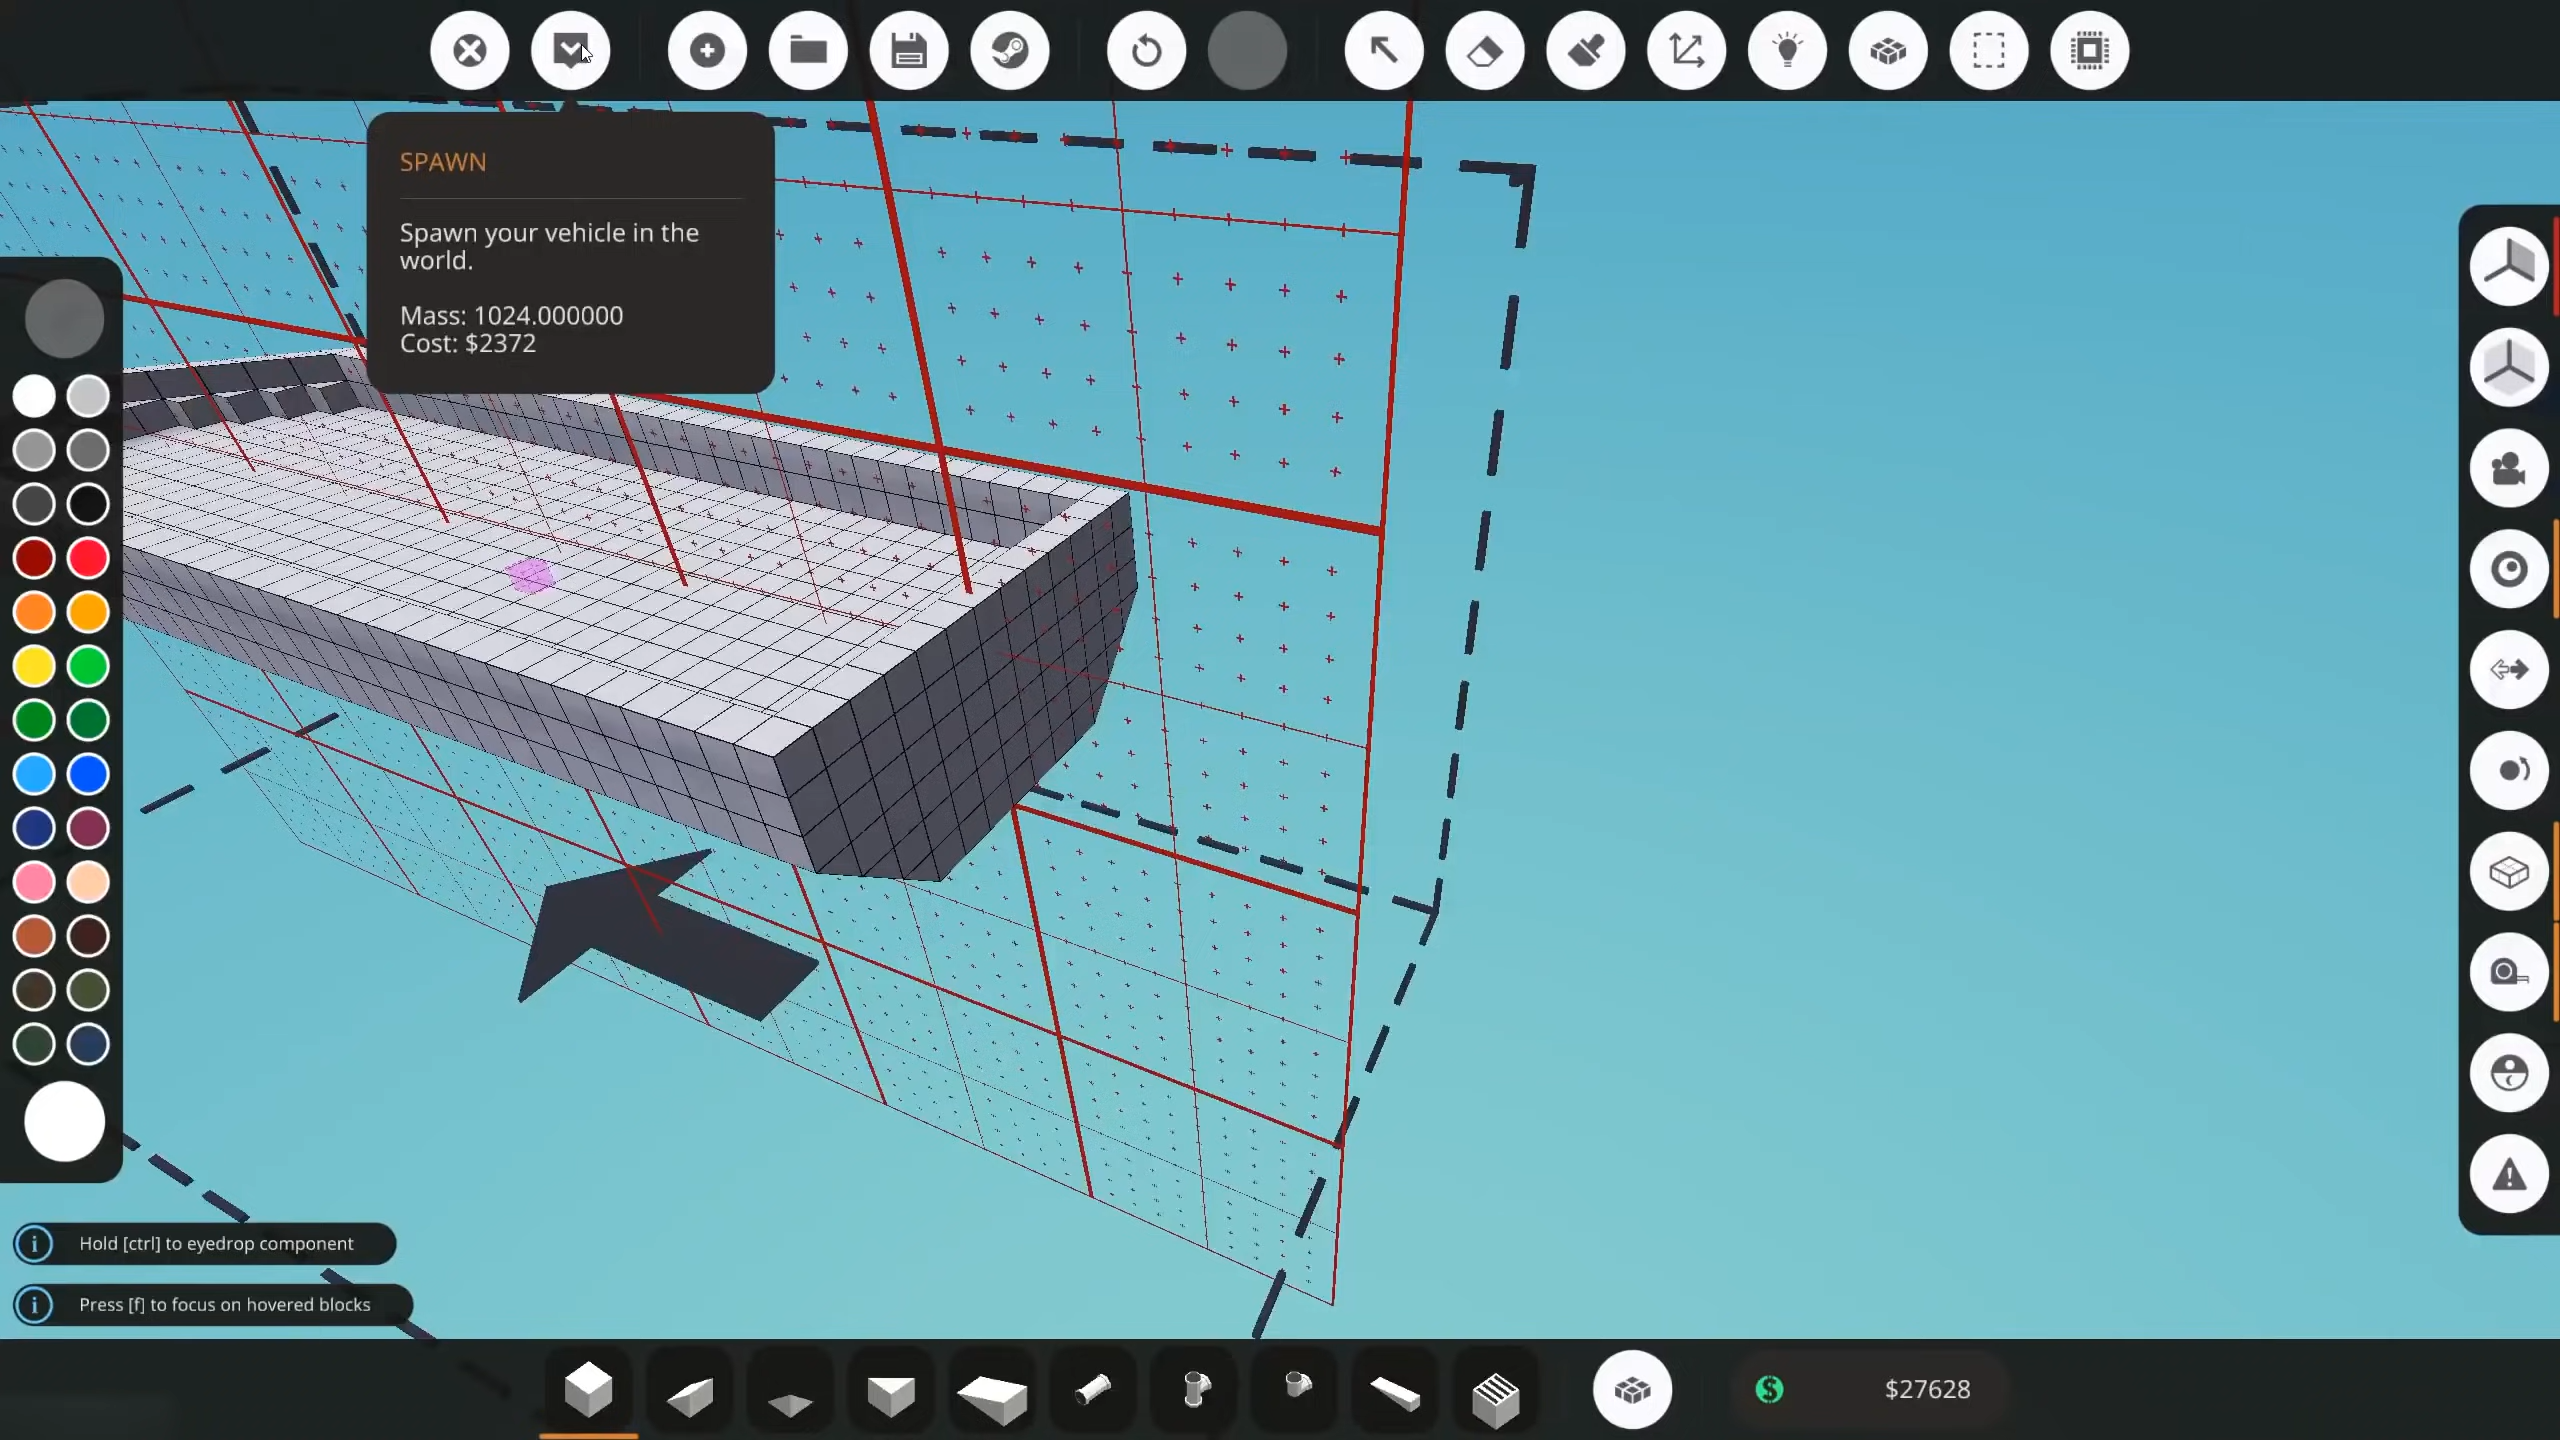 SPAWN
Spawn your vehicle in the
world.
Mass: 1024.000000
Cost: $2372
Hold [ctrl] to eyedrop component
Press [f] to focus on hovered blocks
$27628